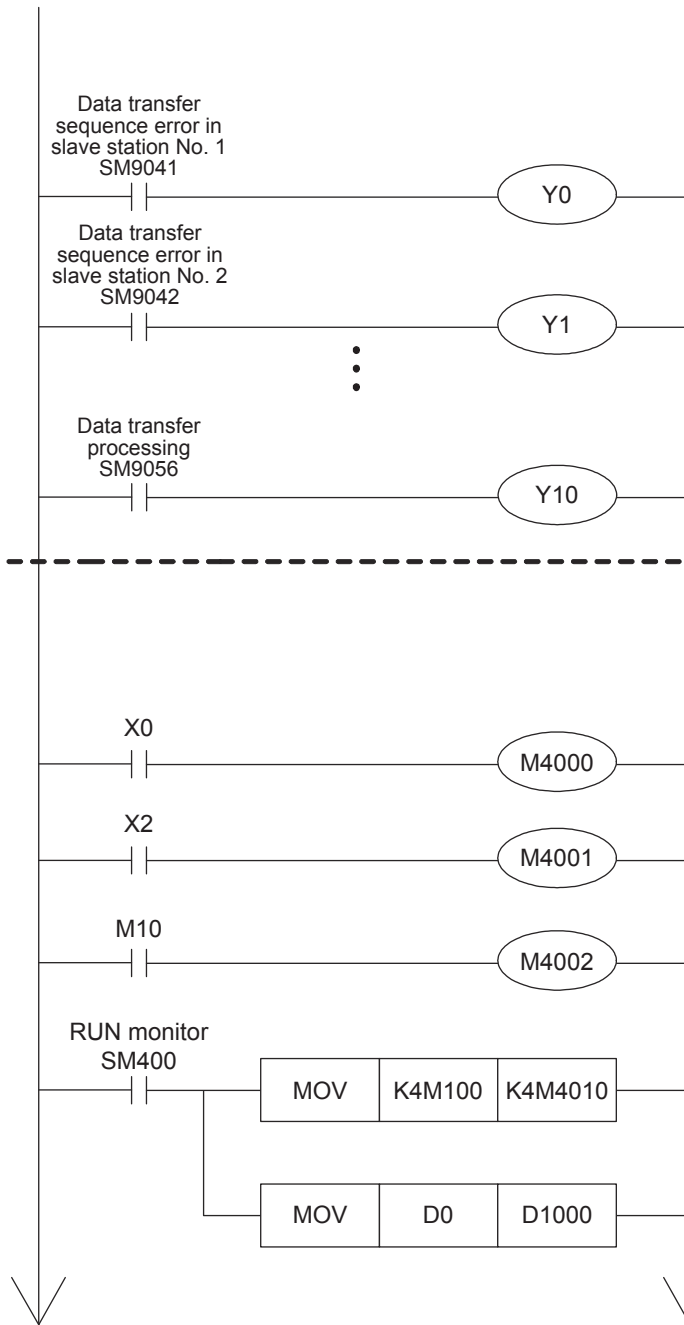 Data transfer
sequence error in
slave station No. 1
SM9041
Y0
Data transfer
sequence error in
slave station No. 2
SM9042
Y1
Data transfer
processing
SM9056
Y10
X0
M4000
X2
M4001
M10
M4002
RUN monitor
SM400
MOV K4M100 K4M4010
MOV D0 D1000